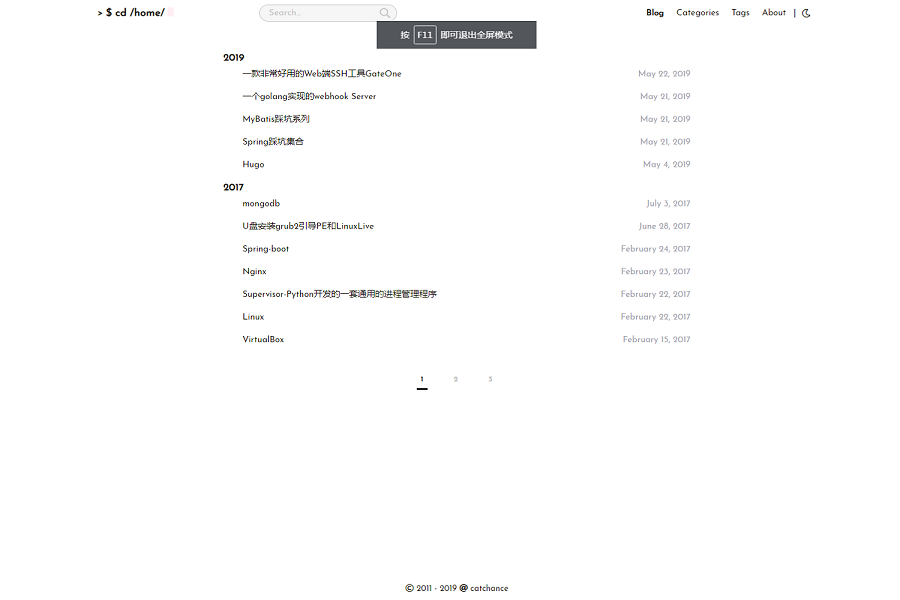 > $ cd /home/
Search...
Blog Categories Tags About |
按 F11 即可退出全屏模式
2019
一款非常好用的Web端SSH工具GateOne May 22, 2019
一个golang实现的webhook Server May 21, 2019
MyBatis踩坑系列 May 21, 2019
Spring踩坑集合 May 21, 2019
Hugo May 4, 2019
2017
mongodb July 3, 2017
U盘安装grub2引导PE和LinuxLive June 28, 2017
Spring-boot February 24, 2017
Nginx February 23, 2017
Supervisor-Python开发的一套通用的进程管理程序 February 22, 2017
Linux February 22, 2017
VirtualBox February 15, 2017
1 2 3
© 2011 - 2019 @ catchance